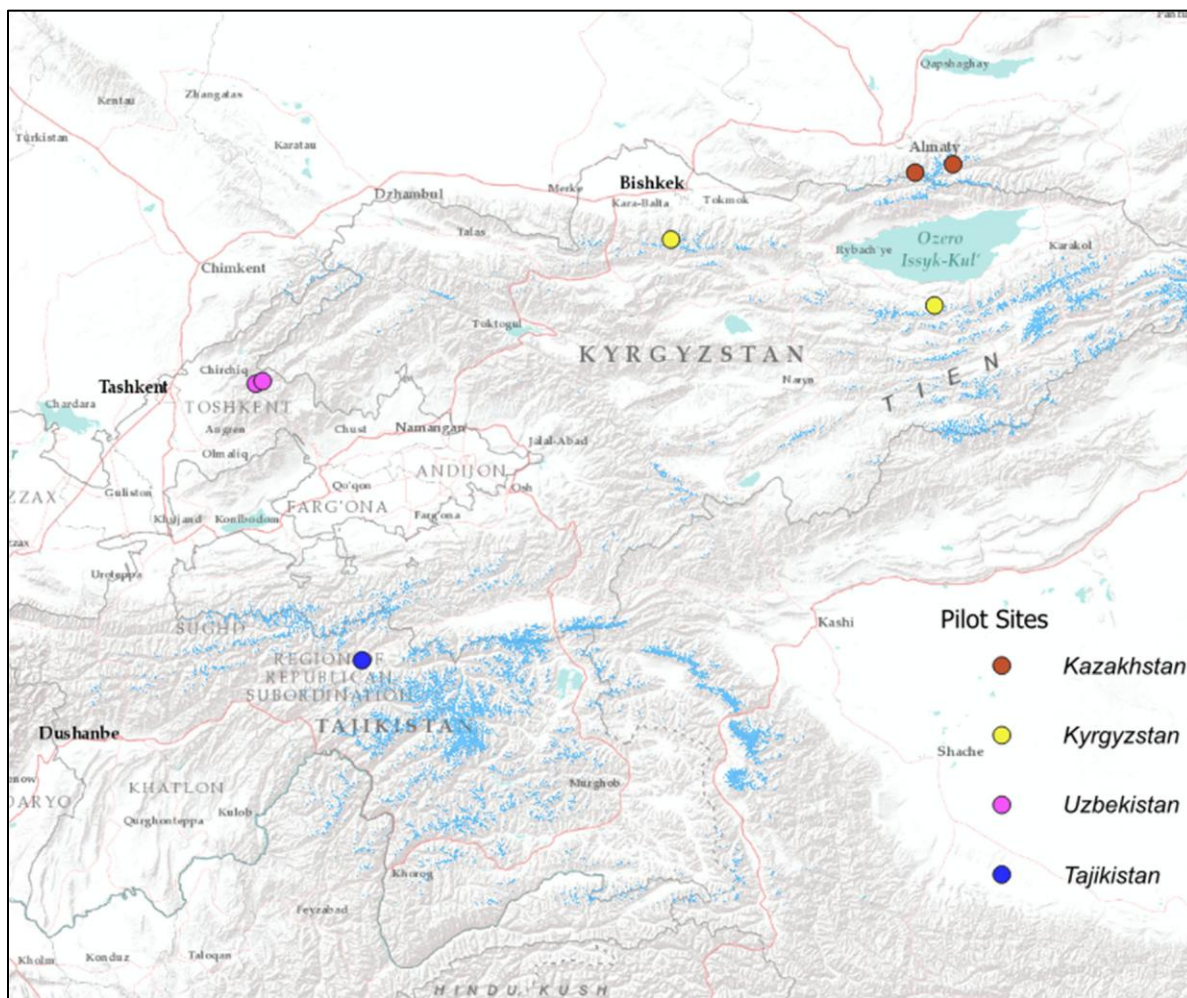 Qapshaghay
Kentau
Zhangatas
Türkistan
Karatau
Almaty
Merke
Bishkek
Dzhambul
Kara-Balta
Tokmok
Talas
Ozero
Issyk-Kul'
Rybach'ye
Karakol
Chimkent
Toktogul
KYRGYZSTAN
Chirchiq
Tashkent
TOSHKENT
Naryn
TIEN
Chardara
Angren
Chust
Namangan
Jalal-Abad
Olmaliq
ANDIJON
ZZAX
Guliston
Qo'qon
Osh
FARG'ONA
Khŭjand
Konibodom
Farg'ona
zzax
Uroteppa
Pilot Sites
Kashi
SUGHD
REGION OF
REPUBLICAN
SUBORDINATION
Kazakhstan
TAJIKISTAN
Dushanbe
Kyrgyzstan
Shache
Murghob
KHATLON
DARYO
Qurghonteppa
Kulob
Uzbekistan
Khorog
Tajikistan
Feyzabad
Kholm
Konduz
Taloqan
HINDU KUSH